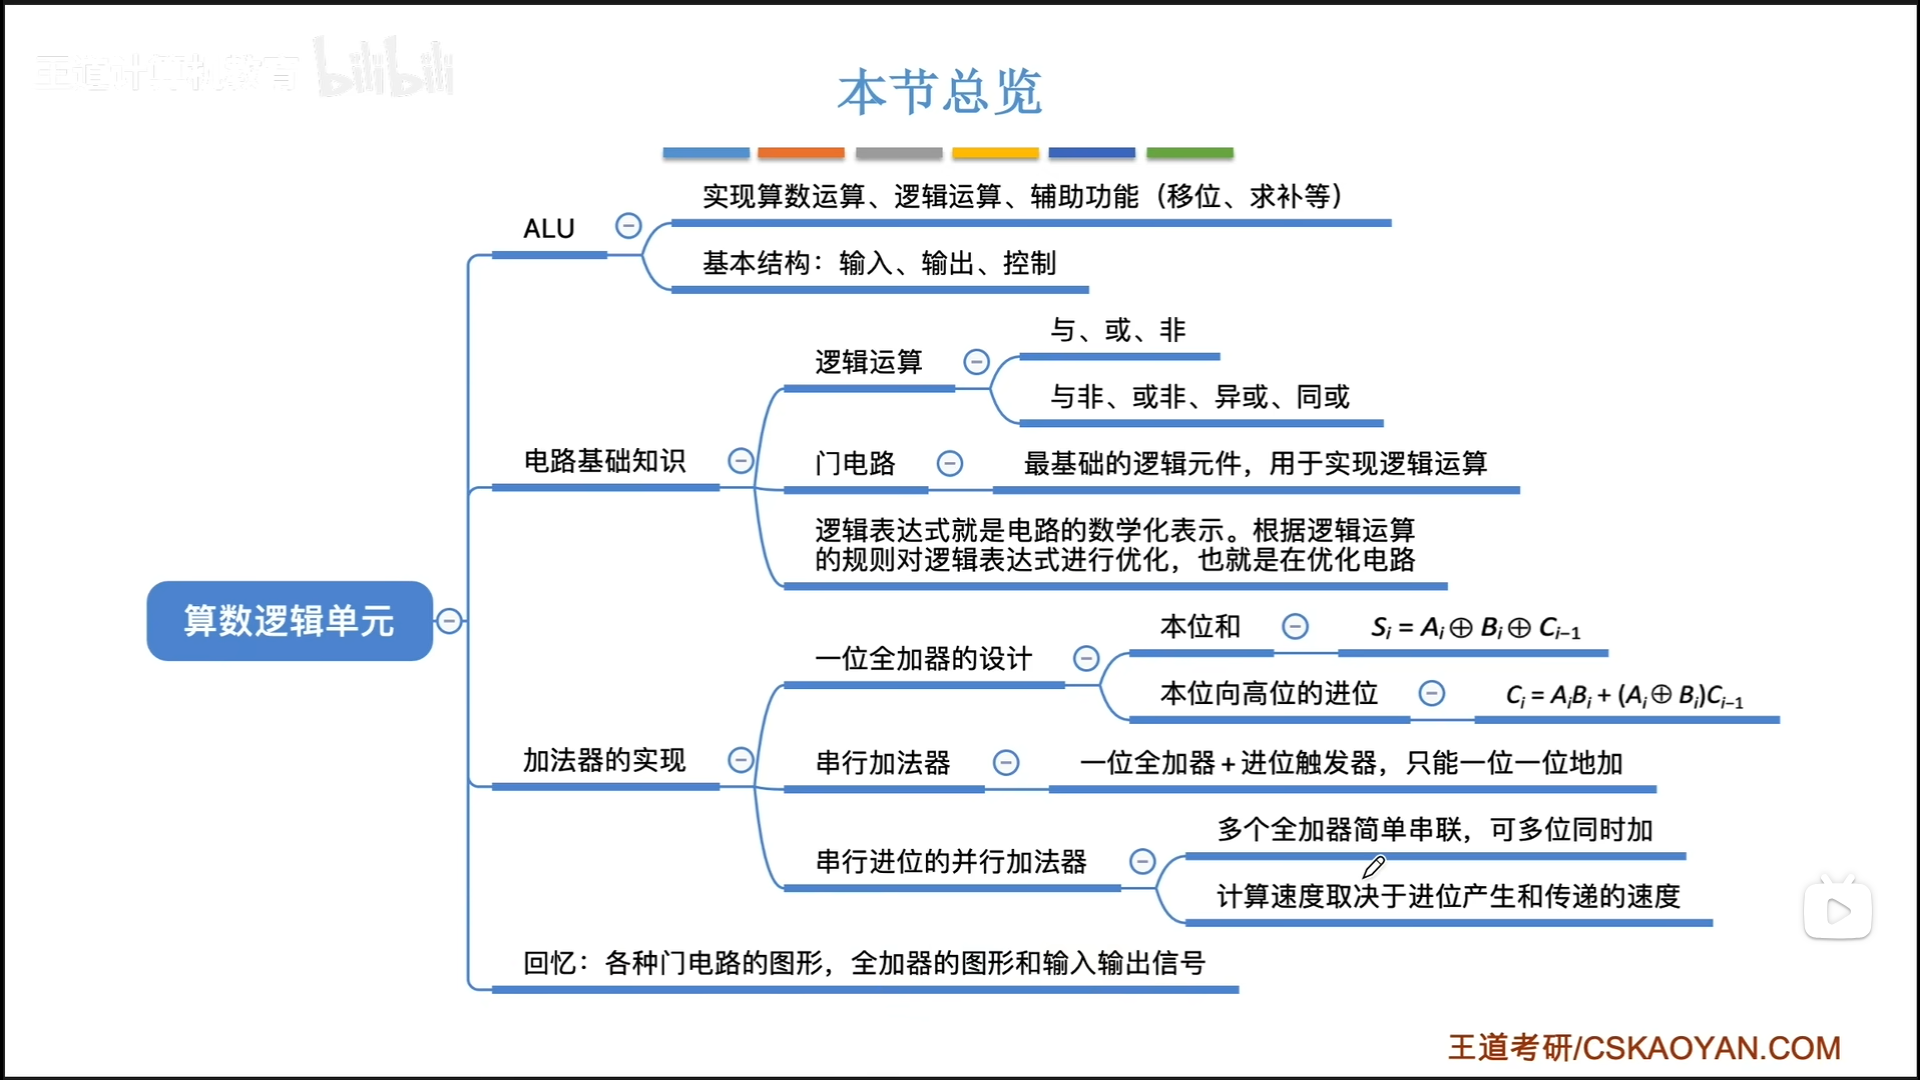 王道计算机教育 bilibili
本节总览
实现算数运算、逻辑运算、辅助功能（移位、求补等）
ALU
基本结构：输入、输出、控制
与、或、非
逻辑运算
与非、或非、异或、同或
电路基础知识
门电路
最基础的逻辑元件，用于实现逻辑运算
逻辑表达式就是电路的数学化表示。根据逻辑运算
的规则对逻辑表达式进行优化，也就是在优化电路
算数逻辑单元
本位和
Sᵢ = Aᵢ⊕ Bᵢ⊕ Cᵢ₋₁
一位全加器的设计
本位向高位的进位
Cᵢ = AᵢBᵢ + (Aᵢ⊕ Bᵢ)Cᵢ₋₁
加法器的实现
串行加法器
一位全加器 + 进位触发器，只能一位一位地加
多个全加器简单串联，可多位同时加
串行进位的并行加法器
计算速度取决于进位产生和传递的速度
回忆：各种门电路的图形，全加器的图形和输入输出信号
王道考研/CSKAOYAN.COM